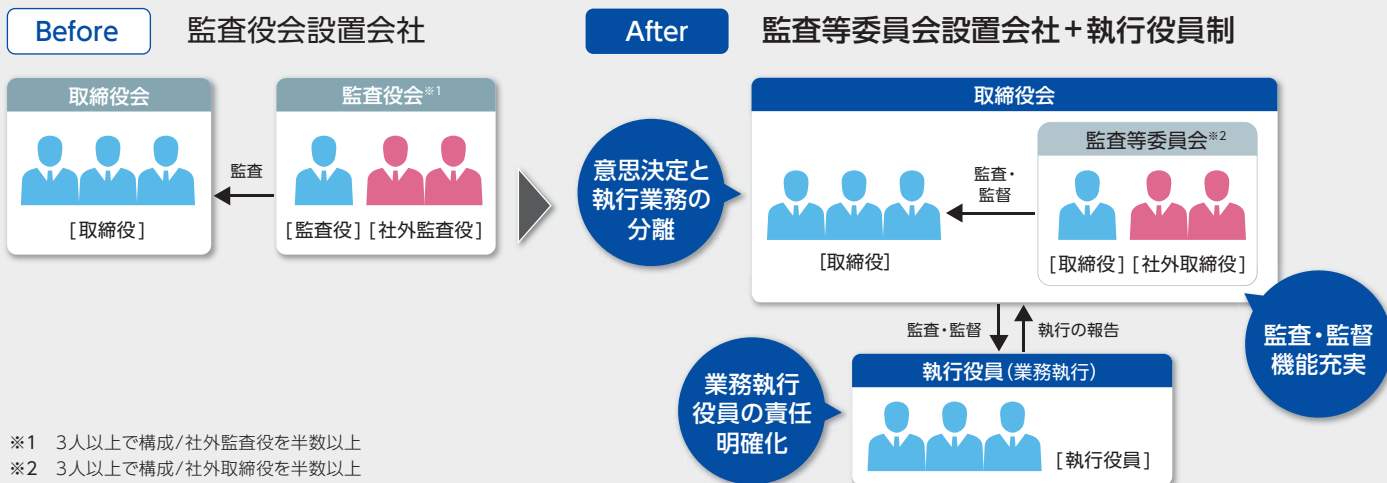 Before 監査役会設置会社
取締役会
[取締役]
監査
監査役会※1
[監査役] [社外監査役]
※1 3人以上で構成/社外監査役を半数以上
※2 3人以上で構成/社外取締役を半数以上
After 監査等委員会設置会社+執行役員制
意思決定と
執行業務の
分離
取締役会
[取締役]
監査・
監督
監査等委員会※2
[取締役] [社外取締役]
監査・監督
機能充実
監査・監督
執行の報告
業務執行
役員の責任
明確化
執行役員(業務執行)
[執行役員]